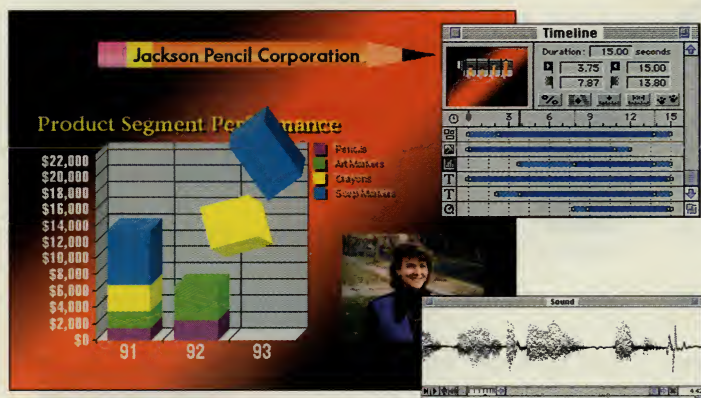 Jackson Pencil Corporation
Product Segment Performance
$22,000
$20,000
$18,000
$16,000
$14,000
$12,000
$10,000
$8,000
$6,000
$4,000
$2,000
$0
91 92 93
Pencils
Art Markers
Crayons
Scrip Markers
Timeline
Duration: 15.00 seconds
3.75 15.00
7.87 13.80
0 3 9 12 15
T
T
Sound